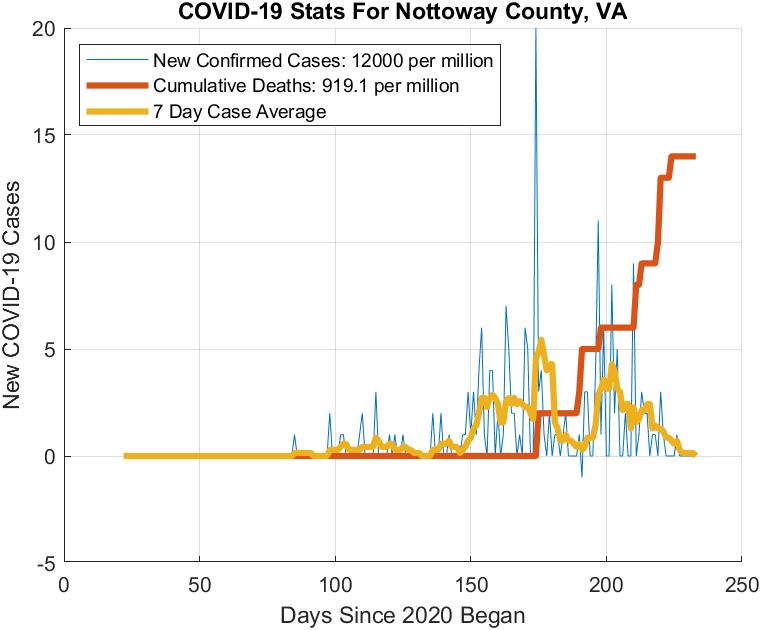 COVID-19 Stats For Nottoway County, VA
New Confirmed Cases: 12000 per million
Cumulative Deaths: 919.1 per million
7 Day Case Average
New COVID-19 Cases
20
15
10
5
0
-5
0 50 100 150 200 250
Days Since 2020 Began